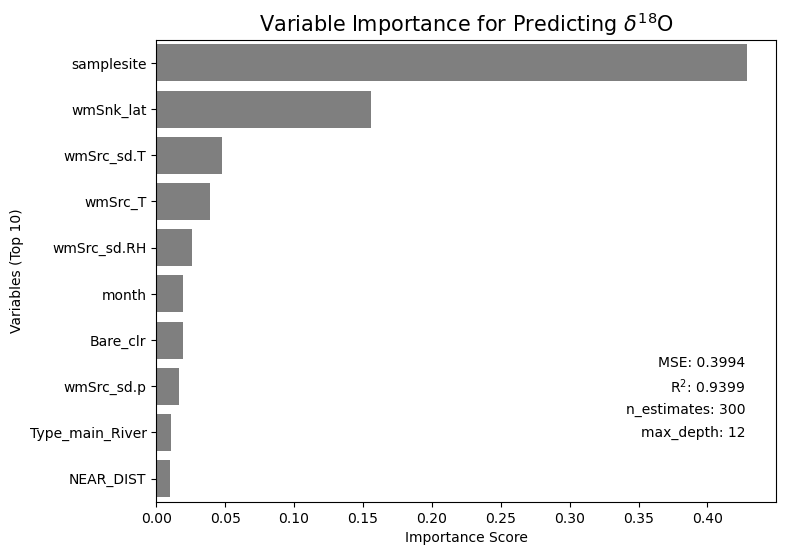 Variable Importance for Predicting δ¹⁸O
samplesite
wmSnk_lat
wmSrc_sd.T
wmSrc_T
wmSrc_sd.RH
month
Bare_clr
wmSrc_sd.p
Type_main_River
NEAR_DIST
Variables (Top 10)
MSE: 0.3994
R²: 0.9399
n_estimates: 300
max_depth: 12
0.00 0.05 0.10 0.15 0.20 0.25 0.30 0.35 0.40
Importance Score